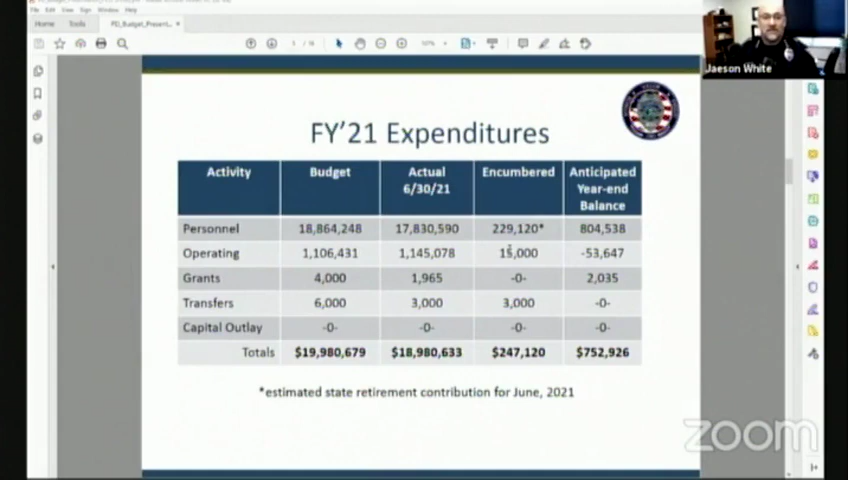 Home Tools PD_Budget_Present...
Jaeson White
FY'21 Expenditures
Activity Budget Actual 6/30/21 Encumbered Anticipated Year-end Balance
Personnel 18,864,248 17,830,590 229,120* 804,538
Operating 1,106,431 1,145,078 15,000 -53,647
Grants 4,000 1,965 -0- 2,035
Transfers 6,000 3,000 3,000 -0-
Capital Outlay -0- -0- -0- -0-
Totals $19,980,679 $18,980,633 $247,120 $752,926
*estimated state retirement contribution for June, 2021
zoom